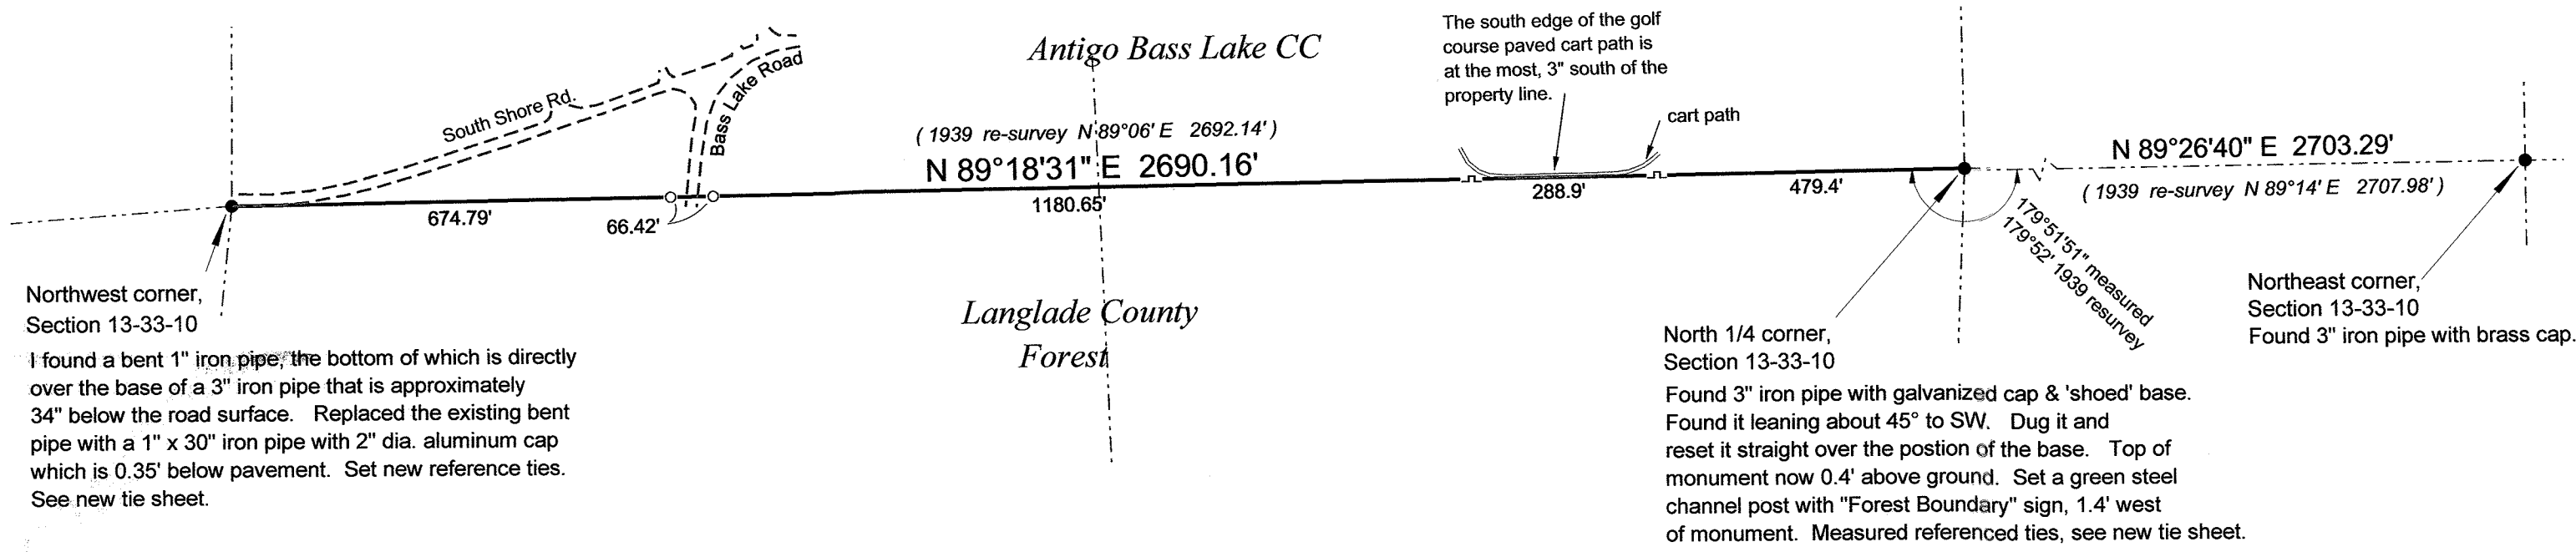 Antigo Bass Lake CC
The south edge of the golf
course paved cart path is
at the most, 3" south of the
property line.
cart path
South Shore Rd.
Bass Lake Road
( 1939 re-survey N 89°06' E 2692.14' )
N 89°18'31" E 2690.16'
N 89°26'40" E 2703.29'
( 1939 re-survey N 89°14' E 2707.98' )
674.79'
66.42'
1180.65'
288.9'
479.4'
179°51'51" measured
179°52' 1939 resurvey
Northwest corner,
Section 13-33-10
I found a bent 1" iron pipe, the bottom of which is directly
over the base of a 3" iron pipe that is approximately
34" below the road surface. Replaced the existing bent
pipe with a 1" x 30" iron pipe with 2" dia. aluminum cap
which is 0.35' below pavement. Set new reference ties.
See new tie sheet.
Langlade County
Forest
North 1/4 corner,
Section 13-33-10
Found 3" iron pipe with galvanized cap & 'shoed' base.
Found it leaning about 45° to SW. Dug it and
reset it straight over the postion of the base. Top of
monument now 0.4' above ground. Set a green steel
channel post with "Forest Boundary" sign, 1.4' west
of monument. Measured referenced ties, see new tie sheet.
Northeast corner,
Section 13-33-10
Found 3" iron pipe with brass cap.